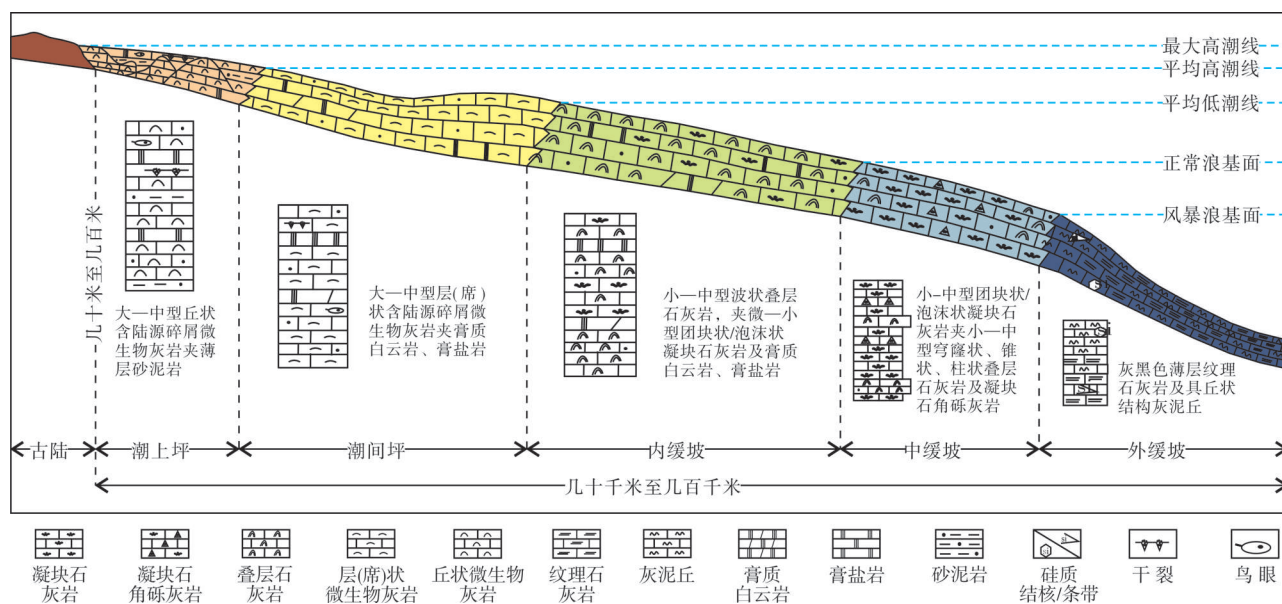 最大高潮线
平均高潮线
平均低潮线
正常浪基面
风暴浪基面
几十米至几百米
大—中型丘状
含陆源碎屑微
生物灰岩夹薄
层砂泥岩
大—中型层(席)
状含陆源碎屑微
生物灰岩夹膏质
白云岩、膏盐岩
小—中型波状叠层
石灰岩，夹微—小
型团块状/泡沫状
凝块石灰岩及膏质
白云岩、膏盐岩
小–中型团块状/
泡沫状凝块石
灰岩夹小—中
型穹窿状、锥
状、柱状叠层
石灰岩及凝块
石角砾灰岩
灰黑色薄层纹理
石灰岩及具丘状
结构灰泥丘
古陆
潮上坪
潮间坪
内缓坡
中缓坡
外缓坡
几十千米至几百千米
凝块石
灰岩
凝块石
角砾灰岩
叠层石
灰岩
层(席)状
微生物灰岩
丘状微生物
灰岩
纹理石
灰岩
灰泥丘
膏质
白云岩
膏盐岩
砂泥岩
硅质
结核/条带
干裂
鸟眼